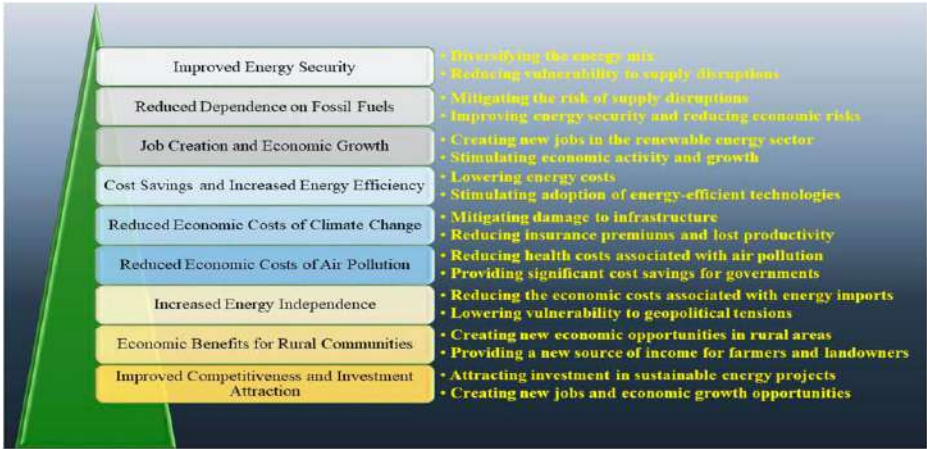 Improved Energy Security
• Diversifying the energy mix
• Reducing vulnerability to supply disruptions
Reduced Dependence on Fossil Fuels
• Mitigating the risk of supply disruptions
• Improving energy security and reducing economic risks
Job Creation and Economic Growth
• Creating new jobs in the renewable energy sector
• Stimulating economic activity and growth
Cost Savings and Increased Energy Efficiency
• Lowering energy costs
• Stimulating adoption of energy-efficient technologies
Reduced Economic Costs of Climate Change
• Mitigating damage to infrastructure
• Reducing insurance premiums and lost productivity
Reduced Economic Costs of Air Pollution
• Reducing health costs associated with air pollution
• Providing significant cost savings for governments
Increased Energy Independence
• Reducing the economic costs associated with energy imports
• Lowering vulnerability to geopolitical tensions
Economic Benefits for Rural Communities
• Creating new economic opportunities in rural areas
• Providing a new source of income for farmers and landowners
Improved Competitiveness and Investment
Attraction
• Attracting investment in sustainable energy projects
• Creating new jobs and economic growth opportunities